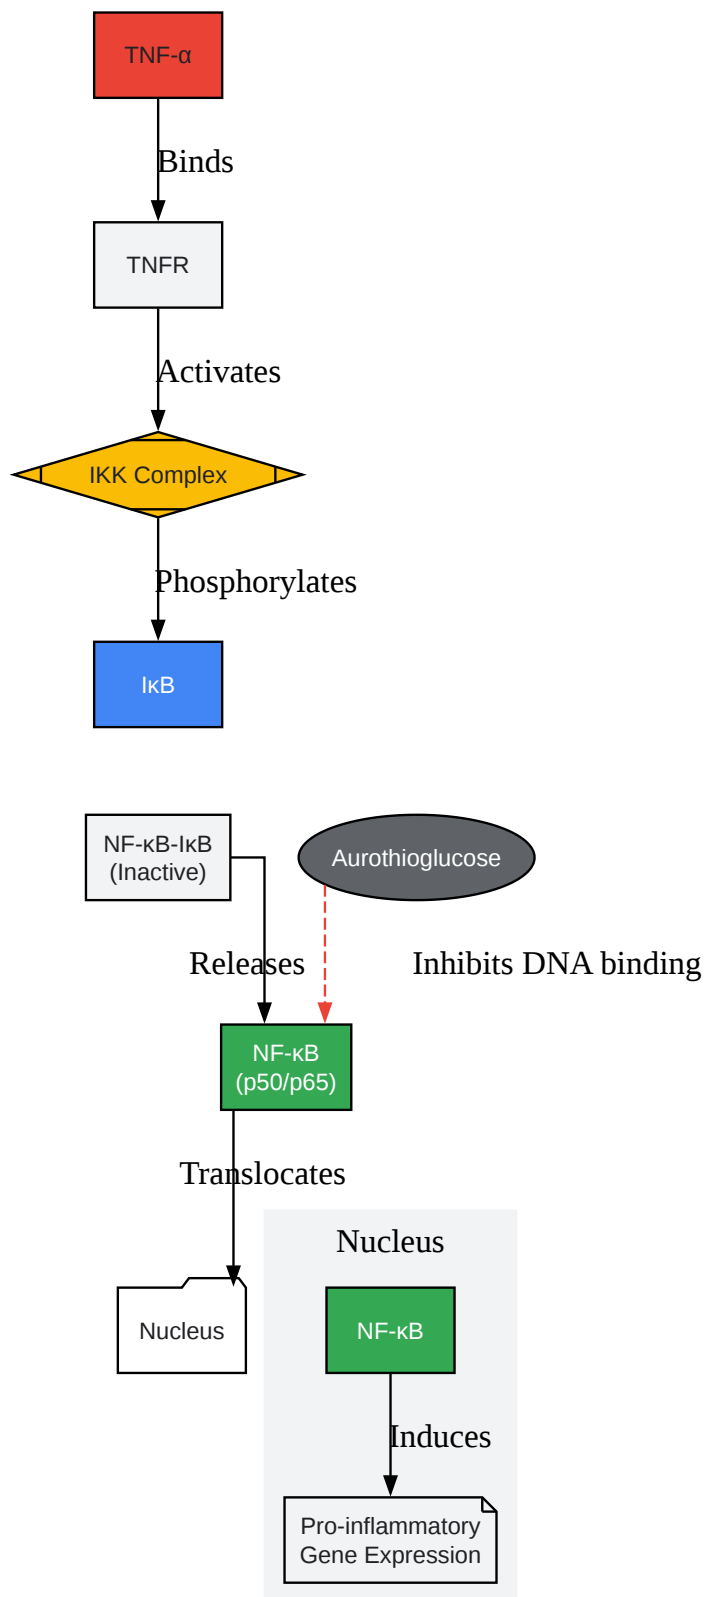 TNF-α
Binds
TNFR
Activates
IKK Complex
Phosphorylates
IκB
NF-κB-IκB
(Inactive)
Aurothioglucose
Releases
Inhibits DNA binding
NF-κB
(p50/p65)
Translocates
Nucleus
Nucleus
NF-κB
Induces
Pro-inflammatory
Gene Expression